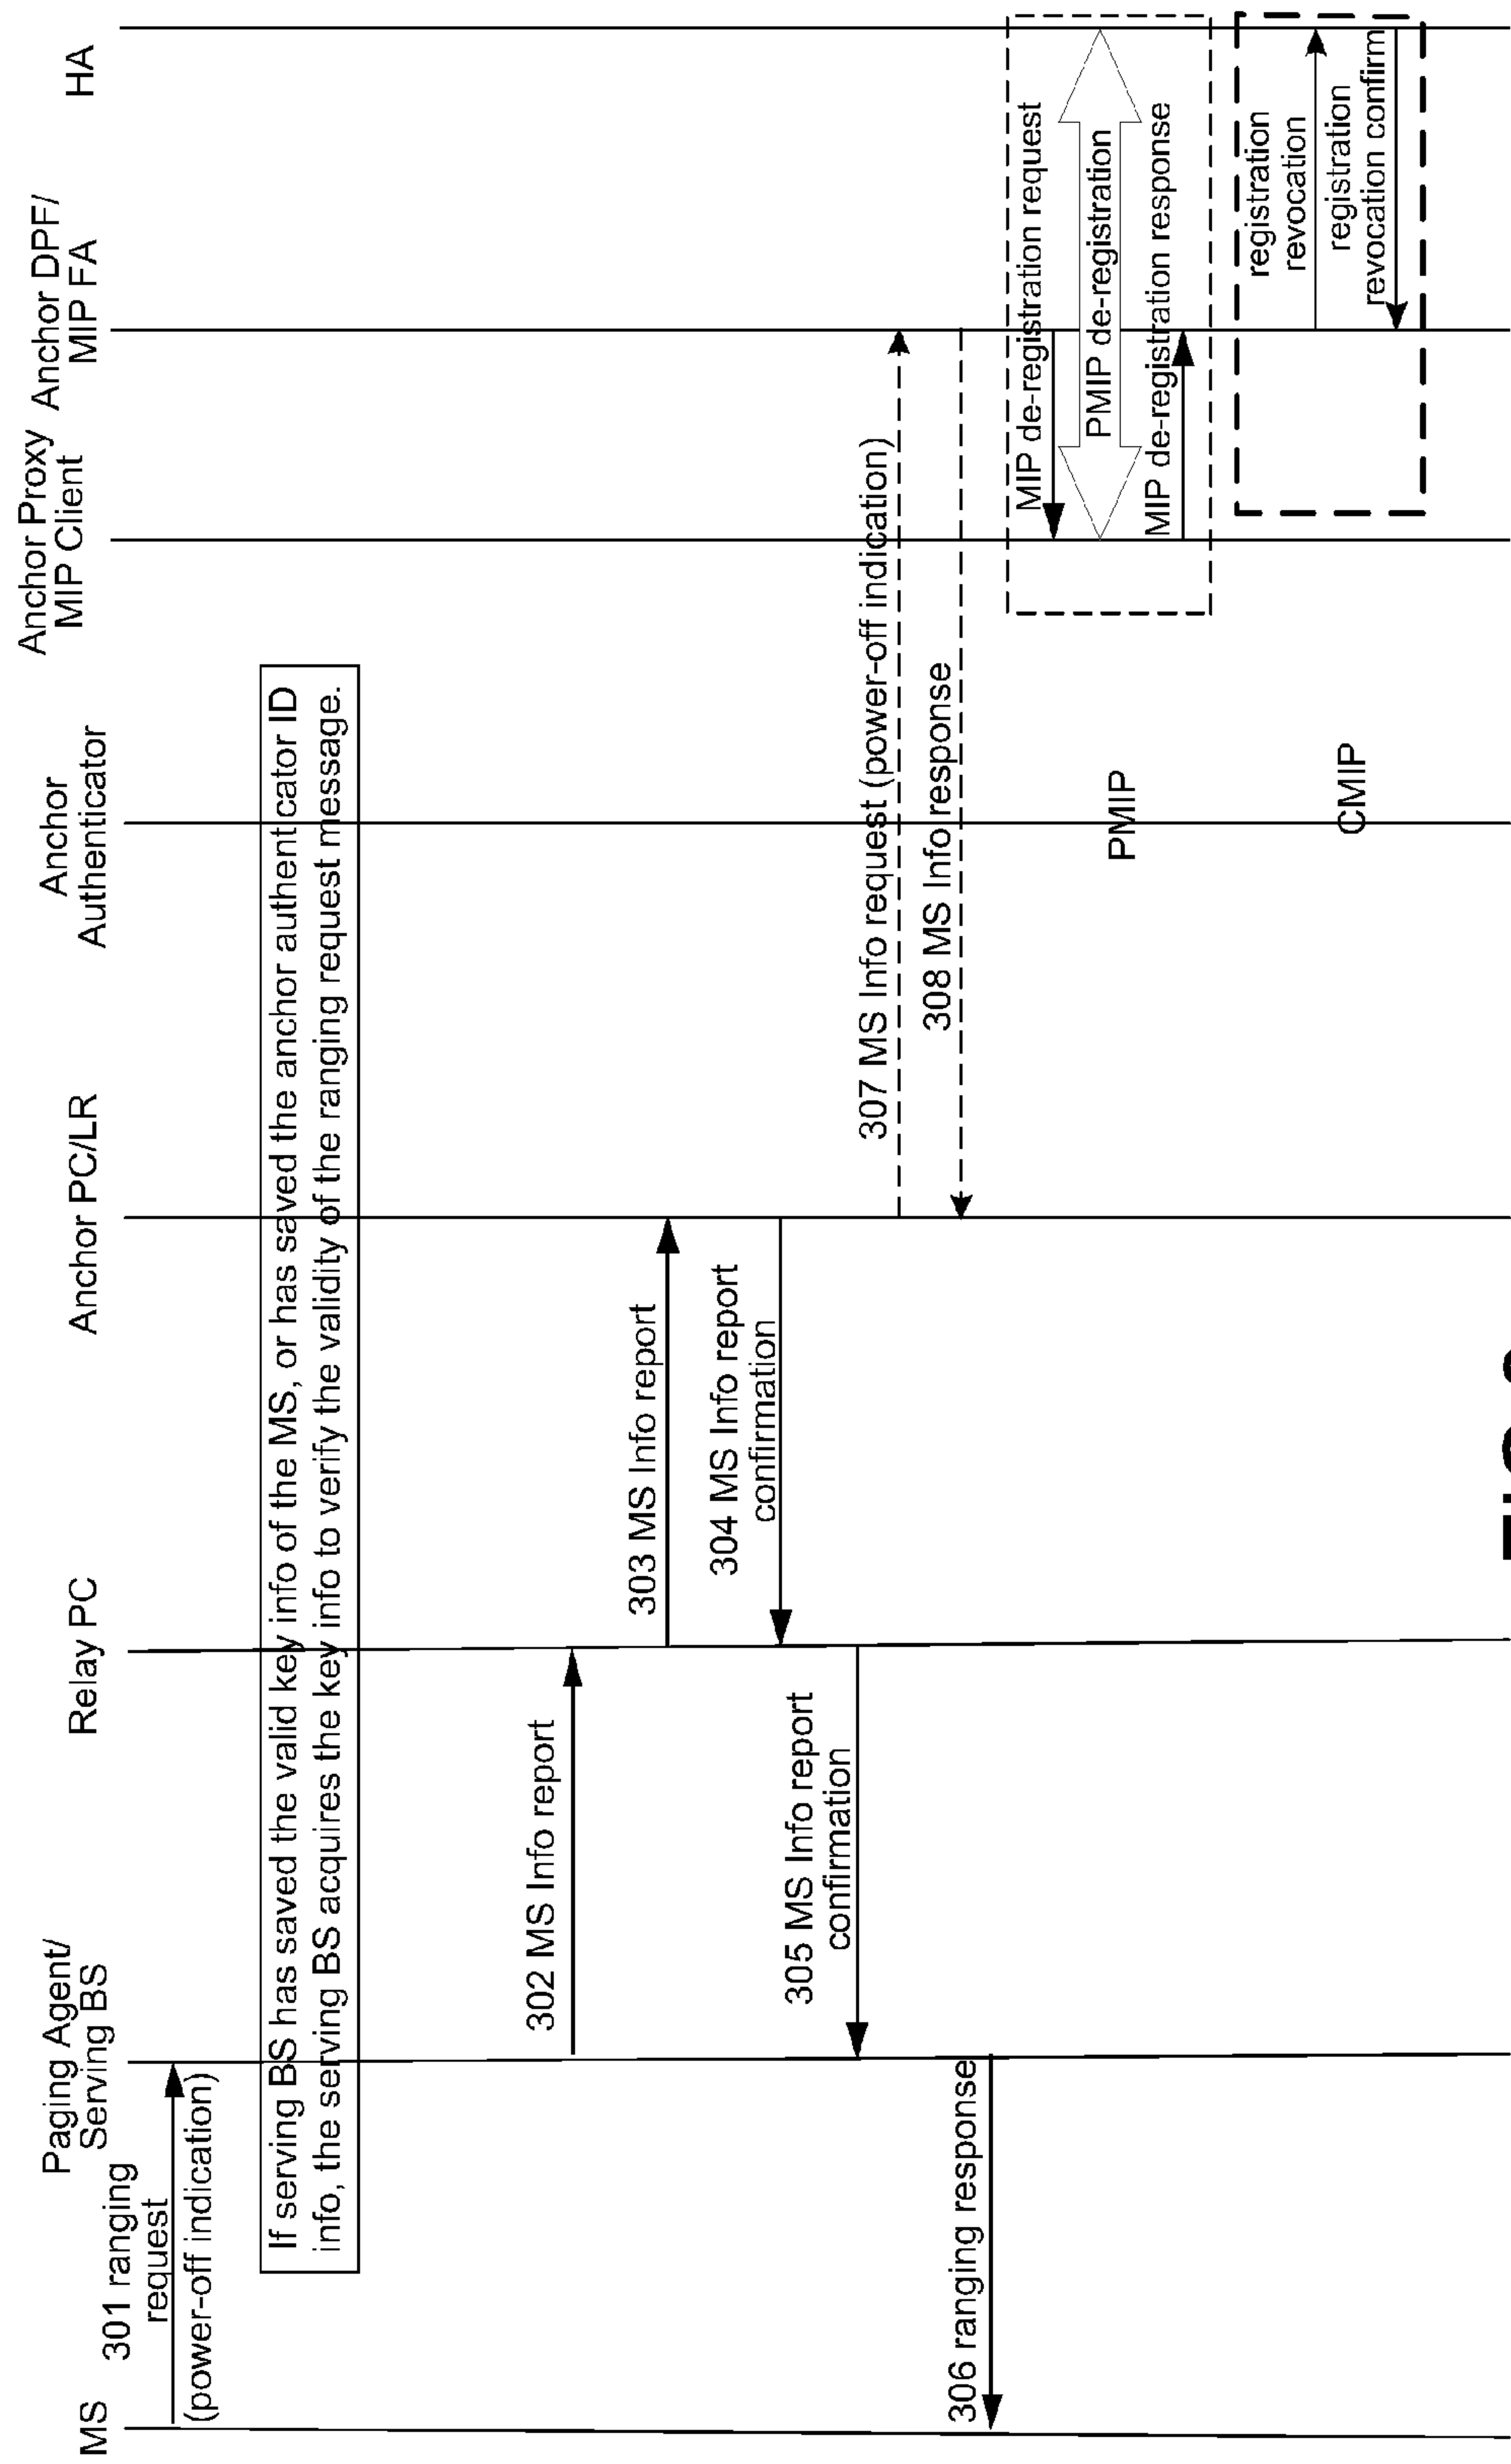 MS
Paging Agent/
Serving BS
Relay PC
Anchor PC/LR
Anchor
Authenticator
Anchor Proxy
MIP Client
Anchor DPF/
MIP FA
HA
301 ranging
request
(power-off indication)
If serving BS has saved the valid key info of the MS, or has saved the anchor authenticator ID
info, the serving BS acquires the key info to verify the validity of the ranging request message.
302 MS Info report
303 MS Info report
304 MS Info report
confirmation
305 MS Info report
confirmation
307 MS Info request (power-off indication)
308 MS Info response
306 ranging response
MIP de-registration request
PMIP
PMIP de-registration
MIP de-registration response
CMIP
registration
revocation
registration
revocation confirm